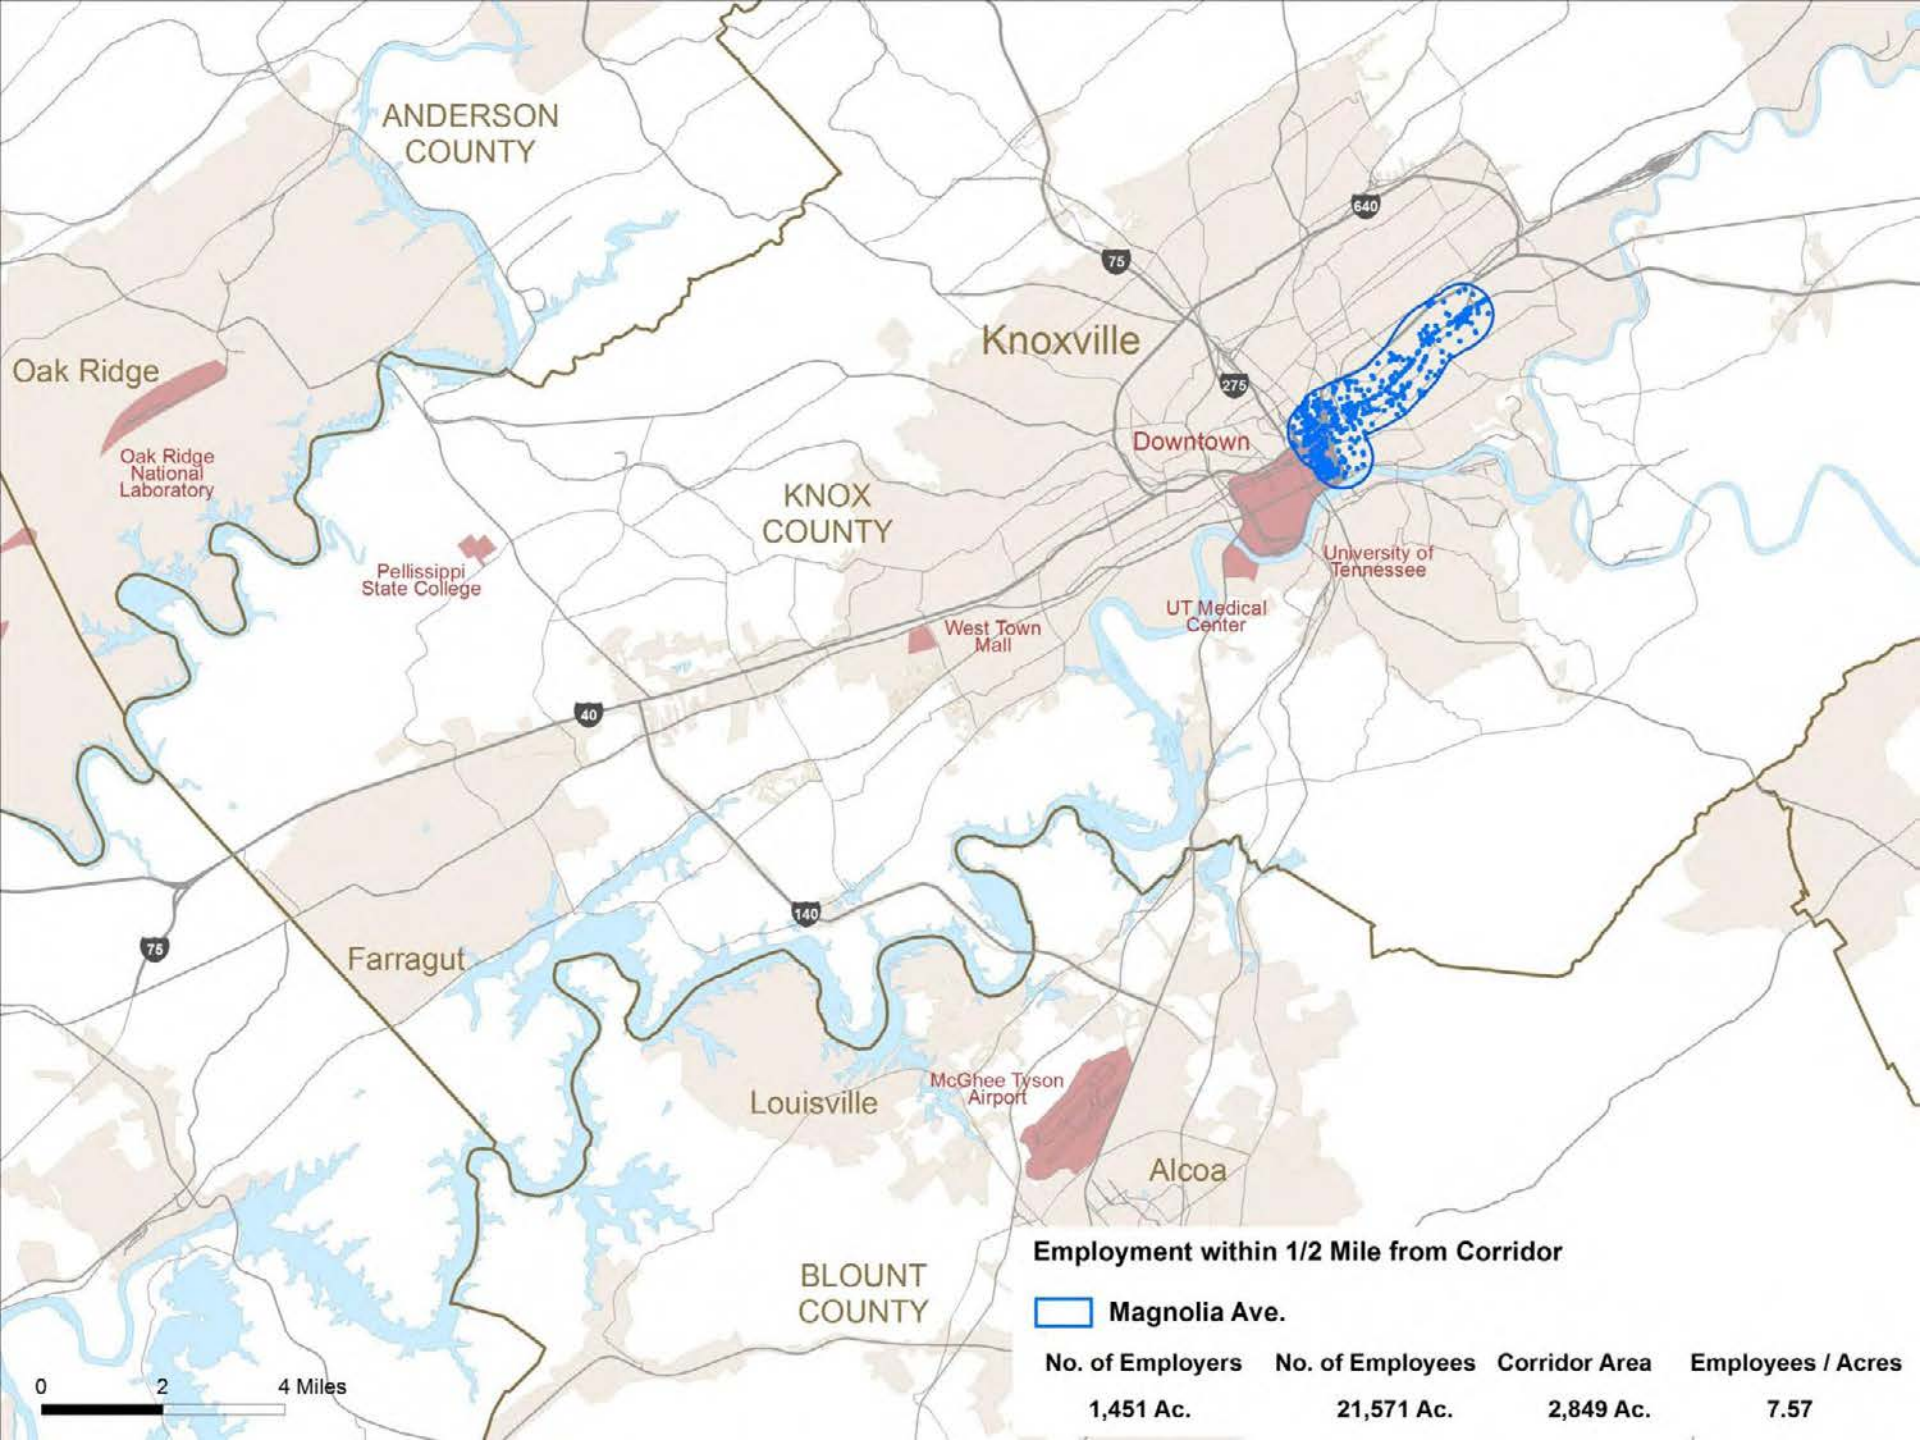 ANDERSON
COUNTY
640
75
Knoxville
Oak Ridge
275
Downtown
Oak Ridge
National
Laboratory
KNOX
COUNTY
University of
Tennessee
Pellissippi
State College
UT Medical
Center
West Town
Mall
40
140
75
Farragut
McGhee Tyson
Airport
Louisville
Alcoa
BLOUNT
COUNTY
Employment within 1/2 Mile from Corridor
Magnolia Ave.
No. of Employers No. of Employees Corridor Area Employees / Acres
1,451 Ac. 21,571 Ac. 2,849 Ac. 7.57
0 2 4 Miles